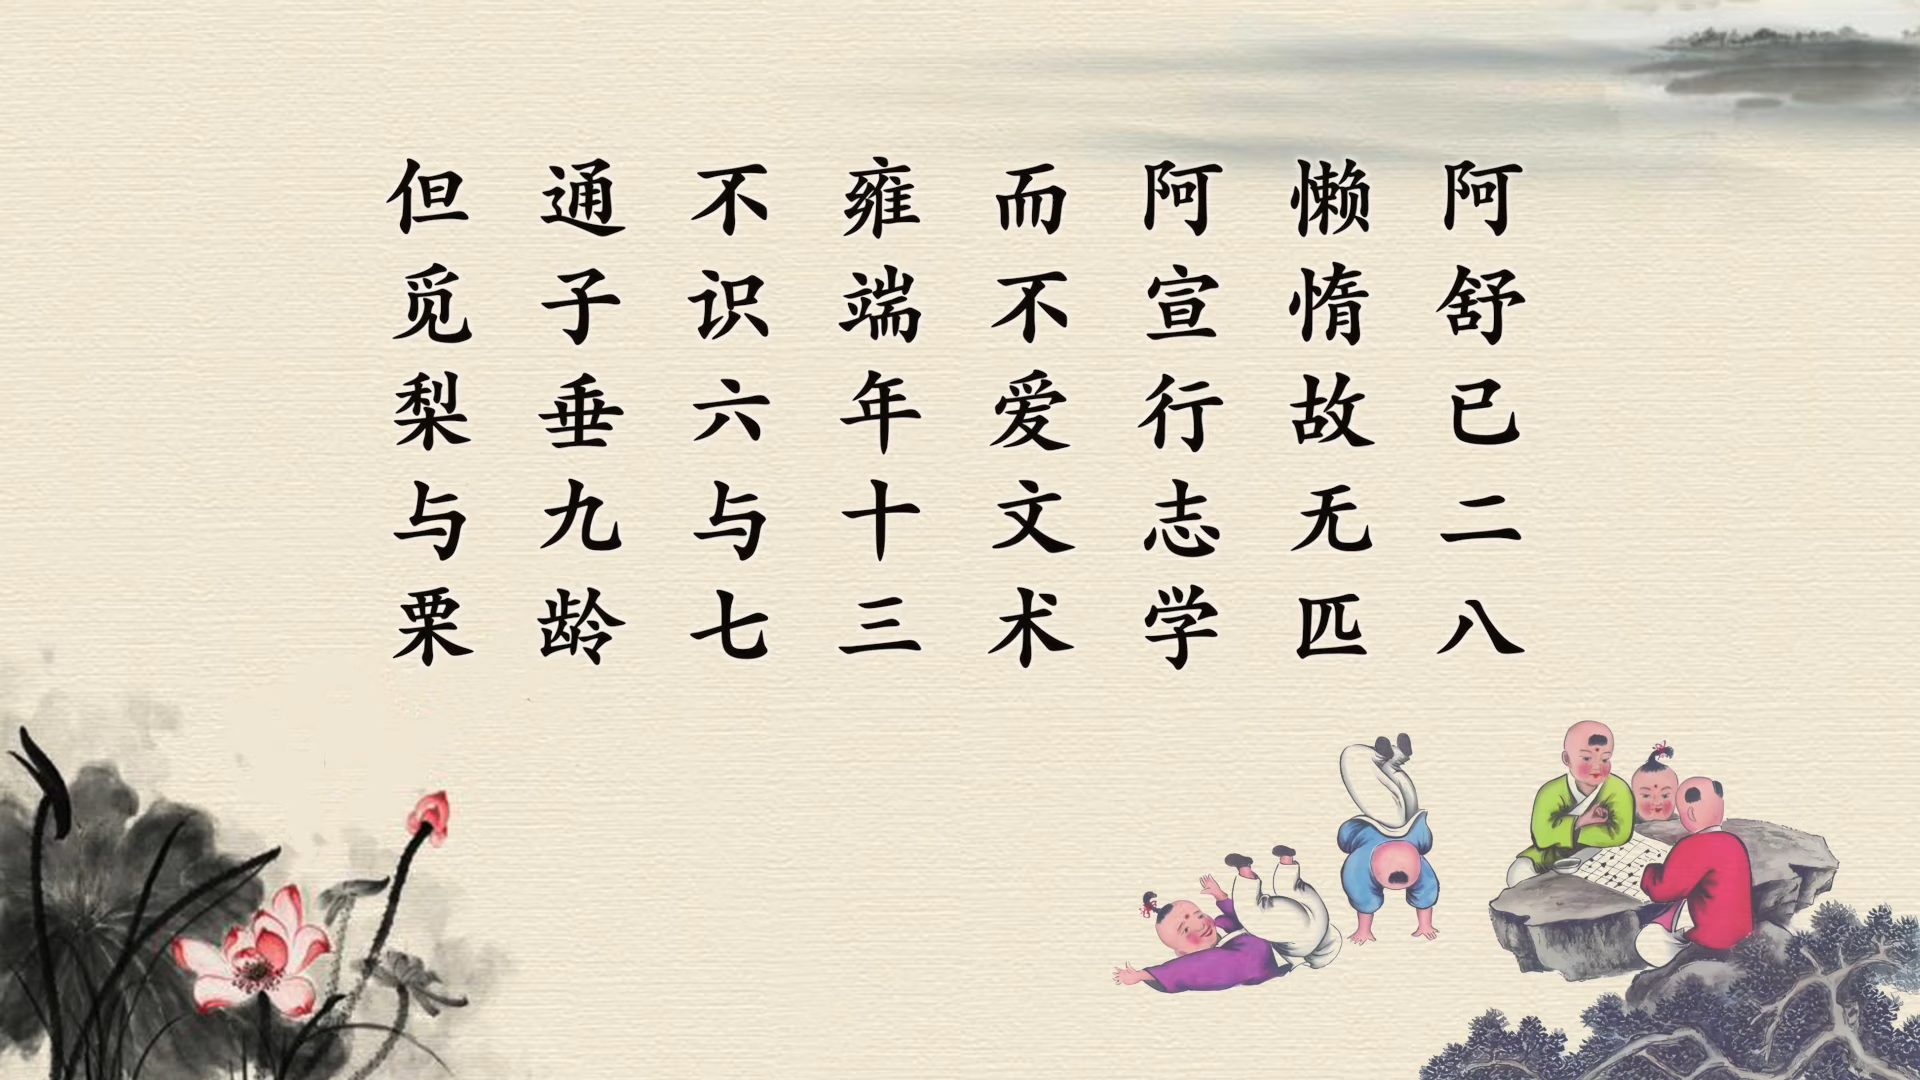 阿舒已二八
懒惰故无匹
阿宣行志学
而不爱文术
雍端年十三
不识六与七
通子垂九龄
但觅梨与栗